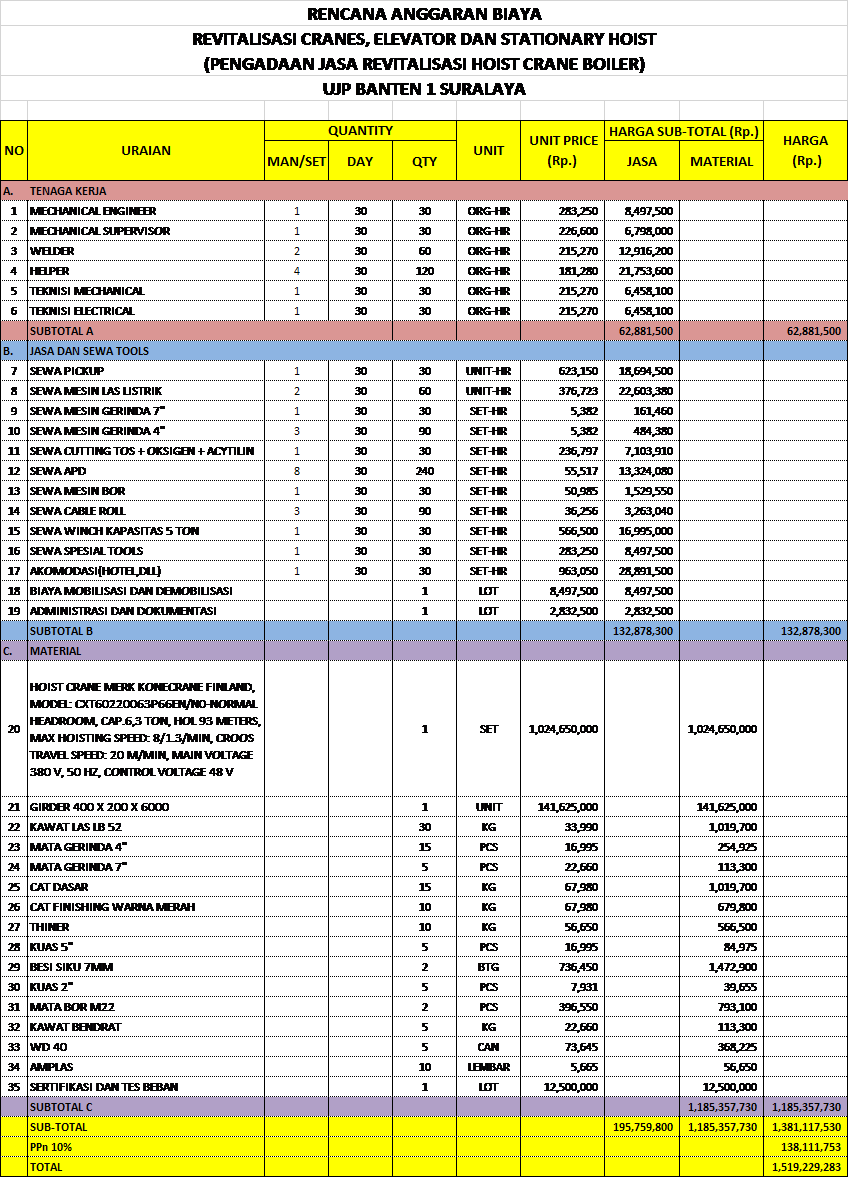 RENCANA ANGGARAN BIAYA
REVITALISASI CRANES, ELEVATOR DAN STATIONARY HOIST
(PENGADAAN JASA REVITALISASI HOIST CRANE BOILER)
UJP BANTEN 1 SURALAYA
NO URAIAN QUANTITY UNIT UNIT PRICE (Rp.) HARGA SUB-TOTAL (Rp.) HARGA (Rp.)
MAN/SET DAY QTY JASA MATERIAL
A. TENAGA KERJA
1 MECHANICAL ENGINEER 1 30 30 ORG-HR 283,250 8,497,500
2 MECHANICAL SUPERVISOR 1 30 30 ORG-HR 226,600 6,798,000
3 WELDER 2 30 60 ORG-HR 215,270 12,916,200
4 HELPER 4 30 120 ORG-HR 181,280 21,753,600
5 TEKNISI MECHANICAL 1 30 30 ORG-HR 215,270 6,458,100
6 TEKNISI ELECTRICAL 1 30 30 ORG-HR 215,270 6,458,100
SUBTOTAL A 62,881,500 62,881,500
B. JASA DAN SEWA TOOLS
7 SEWA PICKUP 1 30 30 UNIT-HR 623,150 18,694,500
8 SEWA MESIN LAS LISTRIK 2 30 60 UNIT-HR 376,723 22,603,380
9 SEWA MESIN GERINDA 7" 1 30 30 SET-HR 5,382 161,460
10 SEWA MESIN GERINDA 4" 3 30 90 SET-HR 5,382 484,380
11 SEWA CUTTING TOS + OKSIGEN + ACYTILIN 1 30 30 SET-HR 236,797 7,103,910
12 SEWA APD 8 30 240 SET-HR 55,517 13,324,080
13 SEWA MESIN BOR 1 30 30 SET-HR 50,985 1,529,550
14 SEWA CABLE ROLL 3 30 90 SET-HR 36,256 3,263,040
15 SEWA WINCH KAPASITAS 5 TON 1 30 30 SET-HR 566,500 16,995,000
16 SEWA SPESIAL TOOLS 1 30 30 SET-HR 283,250 8,497,500
17 AKOMODASI(HOTEL,DLL) 1 30 30 SET-HR 963,050 28,891,500
18 BIAYA MOBILISASI DAN DEMOBILISASI 1 LOT 8,497,500 8,497,500
19 ADMINISTRASI DAN DOKUMENTASI 1 LOT 2,832,500 2,832,500
SUBTOTAL B 132,878,300 132,878,300
C. MATERIAL
HOIST CRANE MERK KONECRANE FINLAND,
MODEL: CXT60220063P66EN/NO-NORMAL
HEADROOM, CAP.6,3 TON, HOL 93 METERS,
20 MAX HOISTING SPEED: 8/1.3/MIN, CROOS 1 SET 1,024,650,000 1,024,650,000
TRAVEL SPEED: 20 M/MIN, MAIN VOLTAGE
380 V, 50 HZ, CONTROL VOLTAGE 48 V
21 GIRDER 400 X 200 X 6000 1 UNIT 141,625,000 141,625,000
22 KAWAT LAS LB 52 30 KG 33,990 1,019,700
23 MATA GERINDA 4" 15 PCS 16,995 254,925
24 MATA GERINDA 7" 5 PCS 22,660 113,300
25 CAT DASAR 15 KG 67,980 1,019,700
26 CAT FINISHING WARNA MERAH 10 KG 67,980 679,800
27 THINER 10 KG 56,650 566,500
28 KUAS 5" 5 PCS 16,995 84,975
29 BESI SIKU 7MM 2 BTG 736,450 1,472,900
30 KUAS 2" 5 PCS 7,931 39,655
31 MATA BOR M22 2 PCS 396,550 793,100
32 KAWAT BENDRAT 5 KG 22,660 113,300
33 WD 40 5 CAN 73,645 368,225
34 AMPLAS 10 LEMBAR 5,665 56,650
35 SERTIFIKASI DAN TES BEBAN 1 LOT 12,500,000 12,500,000
SUBTOTAL C 1,185,357,730 1,185,357,730
SUB-TOTAL 195,759,800 1,185,357,730 1,381,117,530
PPn 10% 138,111,753
TOTAL 1,519,229,283